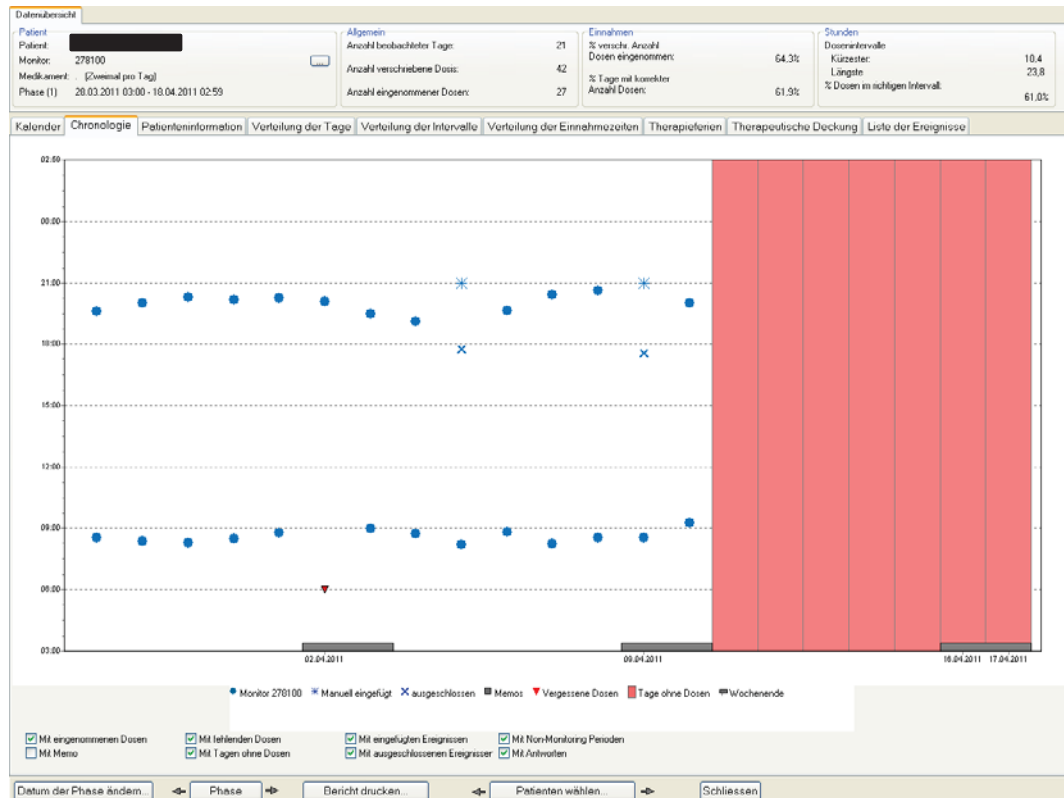 Datenübersicht
Patient
Patient:
Monitor: 278100 ...
Medikament: . (Zweimal pro Tag)
Phase (1) 28.03.2011 03:00 - 18.04.2011 02:59
Allgemein
Anzahl beobachteter Tage: 21
Anzahl verschriebene Dosis: 42
Anzahl eingenommener Dosen: 27
Einnahmen
% verschr. Anzahl
Dosen eingenommen: 64,3%
% Tage mit korrekter
Anzahl Dosen: 61,9%
Stunden
Dosenintervalle
Kürzester: 10,4
Längste 23,8
% Dosen im richtigen Intervall:
61,0%
Kalender Chronologie Patienteninformation Verteilung der Tage Verteilung der Intervalle Verteilung der Einnahmezeiten Therapieferien Therapeutische Deckung Liste der Ereignisse
02:50
00:00
21:00
18:00
15:00
12:00
09:00
06:00
03:00
02.04.2011 09.04.2011 16.04.2011 17.04.2011
Monitor 278100 Manuell eingefügt ausgeschlossen Memos Vergessene Dosen Tage ohne Dosen Wochenende
Mit eingenommenen Dosen Mit fehlenden Dosen Mit eingefügten Ereignissen Mit Non-Monitoring Perioden
Mit Memo Mit Tagen ohne Dosen Mit ausgeschlossenen Ereignisser Mit Antworten
Datum der Phase ändern... Phase Bericht drucken... Patienten wählen... Schliessen